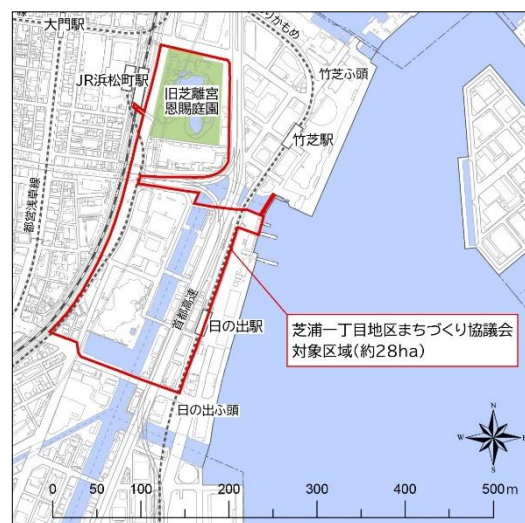 大門駅
りかもめ
JR浜松町駅
旧芝離宮
恩賜庭園
竹芝ふ頭
竹芝駅
都営浅草線
首都高速
日の出駅
芝浦一丁目地区まちづくり協議会
対象区域(約28ha)
日の出ふ頭
N
W
E
S
0 50 100 200 300 400 500m